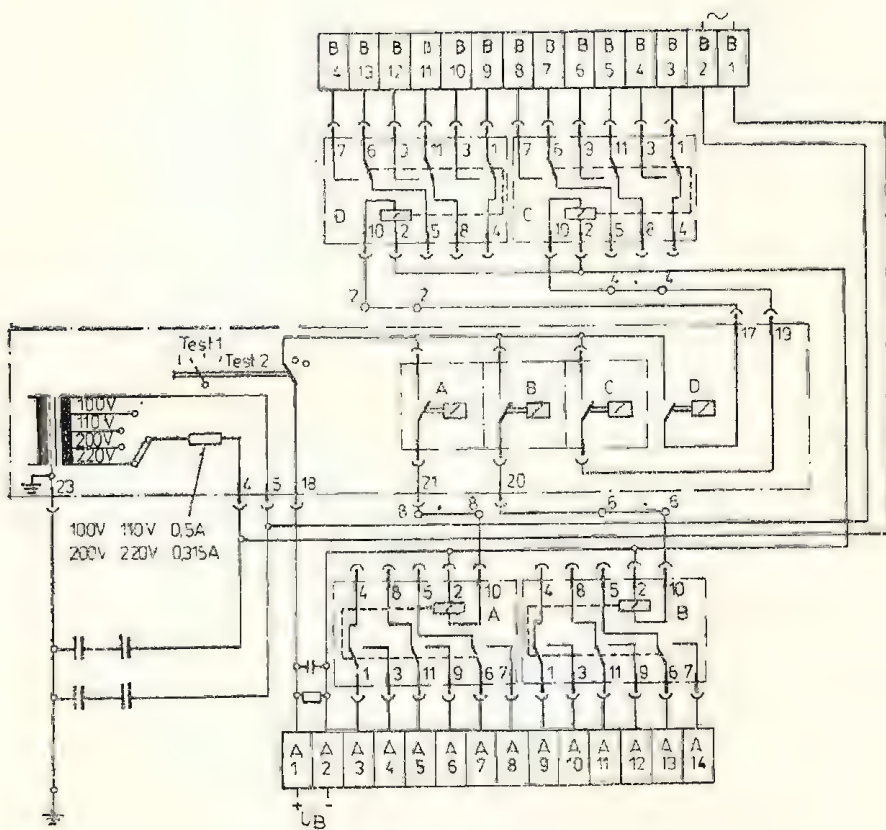 ~
B B B B B B B B B B B B B B
4 13 12 11 10 9 8 7 6 5 4 3 2 1
7 6 9 11 3 1 7 6 9 11 3 1
D C
10 2 5 8 4 10 2 5 8 4
4 4
2 2
17 19
Test 1
Test 2
A B C D
100V
110V
200V
220V
23 4 5 18 21 20
8 8 6 6
100V 110V 0,5A
200V 220V 0,315A
4 8 5 2 10 4 8 5 2 10
A B
1 3 11 9 6 7 1 3 11 9 6 7
A A A A A A A A A A A A A A
1 2 3 4 5 6 7 8 9 10 11 12 13 14
+ -
UB